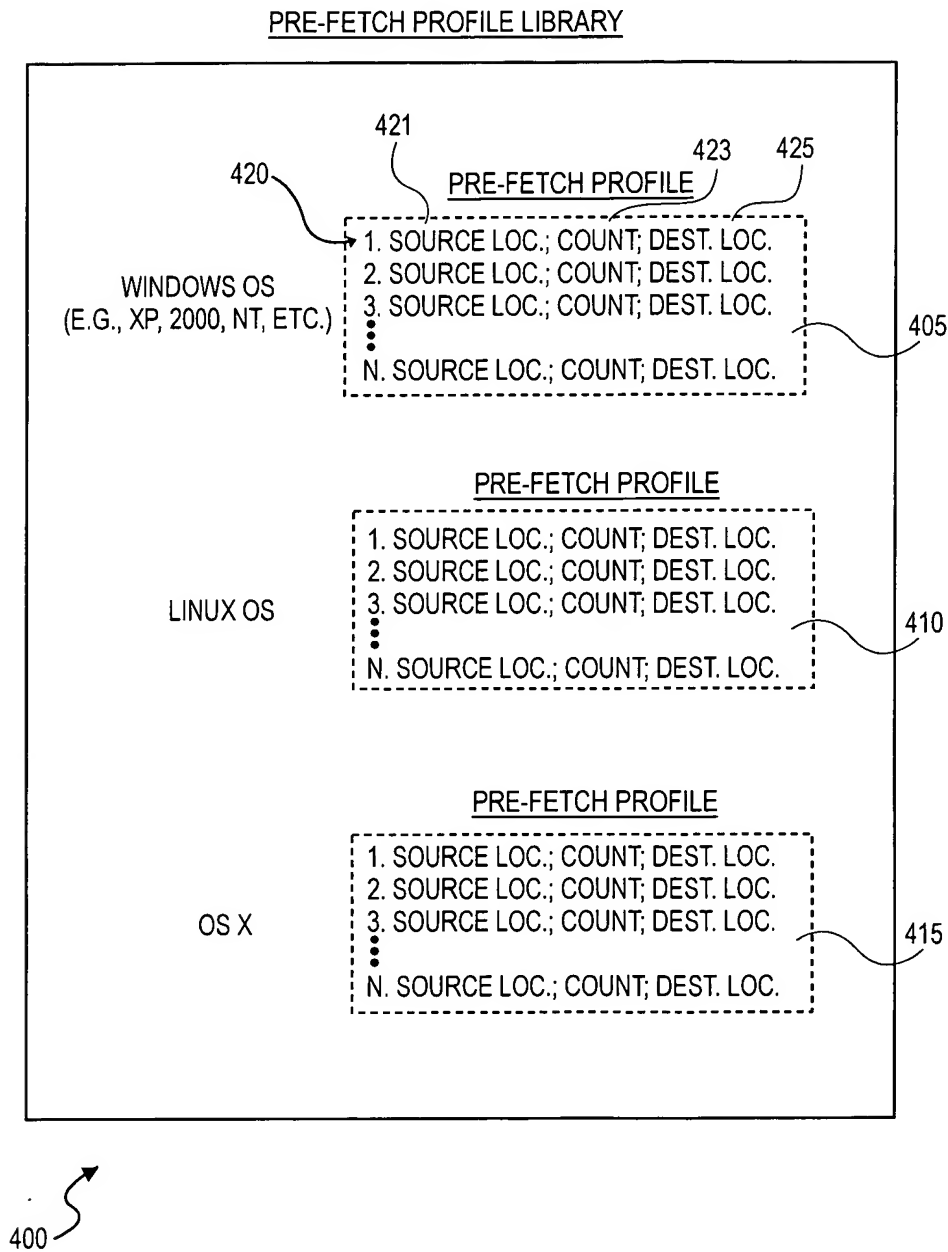 PRE-FETCH PROFILE LIBRARY
421
423
425
420
PRE-FETCH PROFILE
1. SOURCE LOC.; COUNT; DEST. LOC.
2. SOURCE LOC.; COUNT; DEST. LOC.
3. SOURCE LOC.; COUNT; DEST. LOC.
N. SOURCE LOC.; COUNT; DEST. LOC.
WINDOWS OS
(E.G., XP, 2000, NT, ETC.)
405
PRE-FETCH PROFILE
1. SOURCE LOC.; COUNT; DEST. LOC.
2. SOURCE LOC.; COUNT; DEST. LOC.
3. SOURCE LOC.; COUNT; DEST. LOC.
N. SOURCE LOC.; COUNT; DEST. LOC.
LINUX OS
410
PRE-FETCH PROFILE
1. SOURCE LOC.; COUNT; DEST. LOC.
2. SOURCE LOC.; COUNT; DEST. LOC.
3. SOURCE LOC.; COUNT; DEST. LOC.
N. SOURCE LOC.; COUNT; DEST. LOC.
OS X
415
400